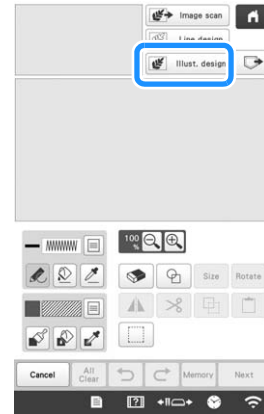 Image scan
Line design
Illust. design
100 %
Size Rotate
Cancel All Clear Memory Next